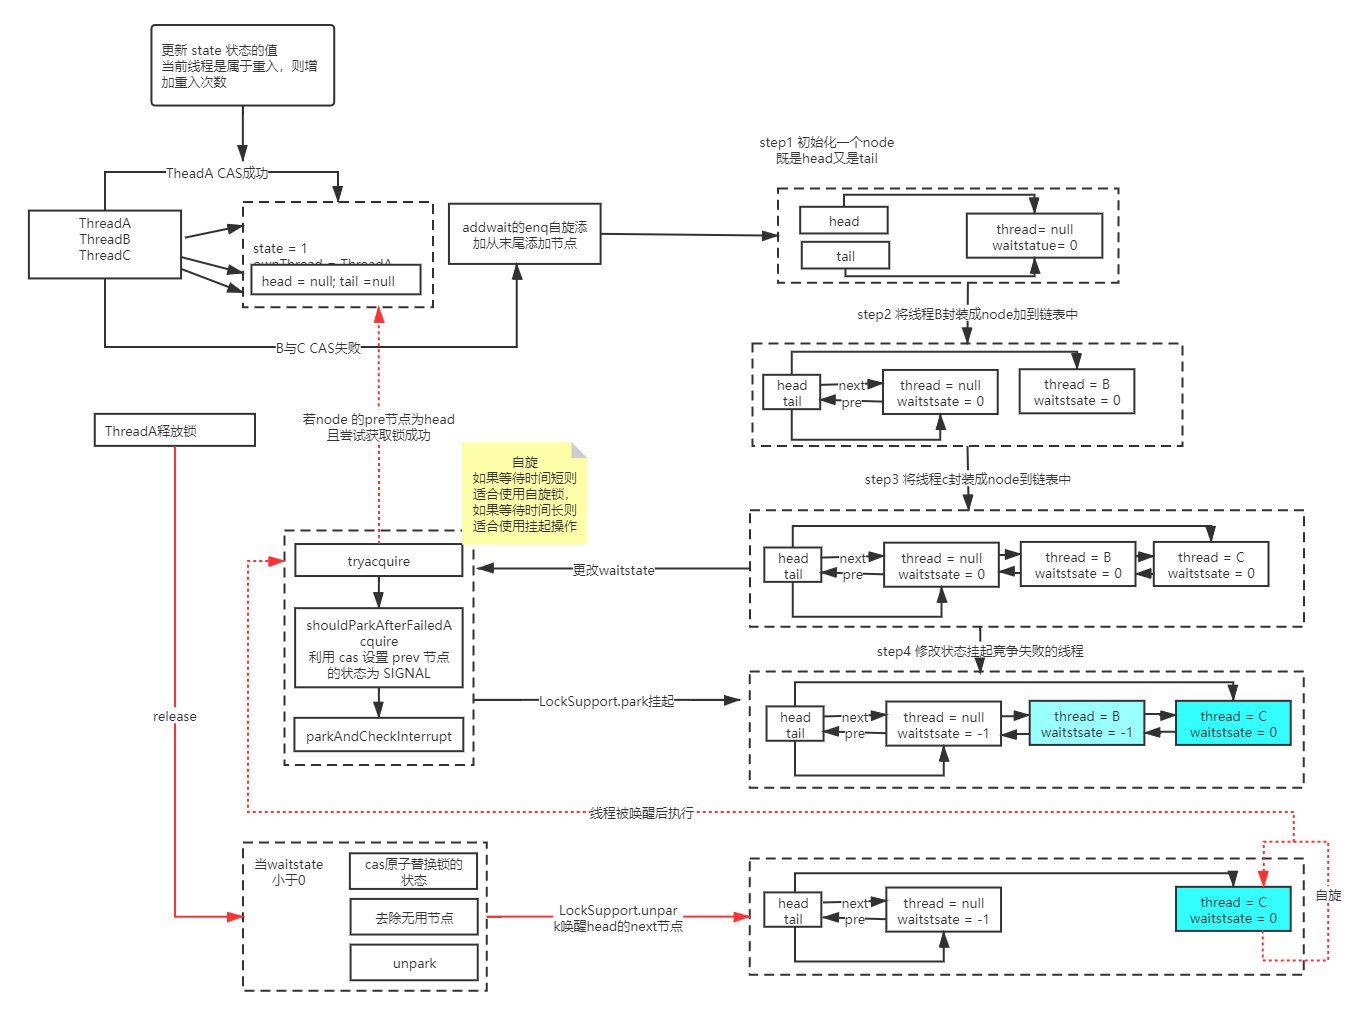 更新 state 状态的值
当前线程是属于重入，则增
加重入次数
TheadA CAS成功
ThreadA
ThreadB
ThreadC
state = 1
ownThread = ThreadA
head = null; tail =null
B与C CAS失败
addwait的enq自旋添
加从末尾添加节点
step1 初始化一个node
既是head又是tail
head
tail
thread= null
waitstatue= 0
step2 将线程B封装成node加到链表中
head
tail
next
pre
thread = null
waitstsate = 0
thread = B
waitstsate = 0
step3 将线程c封装成node到链表中
head
tail
next
pre
thread = null
waitstsate = 0
thread = B
waitstsate = 0
thread = C
waitstsate = 0
更改waitstate
step4 修改状态挂起竞争失败的线程
head
tail
next
pre
thread = null
waitstsate = -1
thread = B
waitstsate = -1
thread = C
waitstsate = 0
ThreadA释放锁
若node 的pre节点为head
且尝试获取锁成功
自旋
如果等待时间短则
适合使用自旋锁，
如果等待时间长则
适合使用挂起操作
tryacquire
shouldParkAfterFailedA
cquire
利用 cas 设置 prev 节点
的状态为 SIGNAL
parkAndCheckInterrupt
LockSupport.park挂起
release
线程被唤醒后执行
当waitstate
小于0
cas原子替换锁的
状态
去除无用节点
unpark
LockSupport.unpar
k唤醒head的next节点
head
tail
next
pre
thread = null
waitstsate = -1
thread = C
waitstsate = 0
自旋